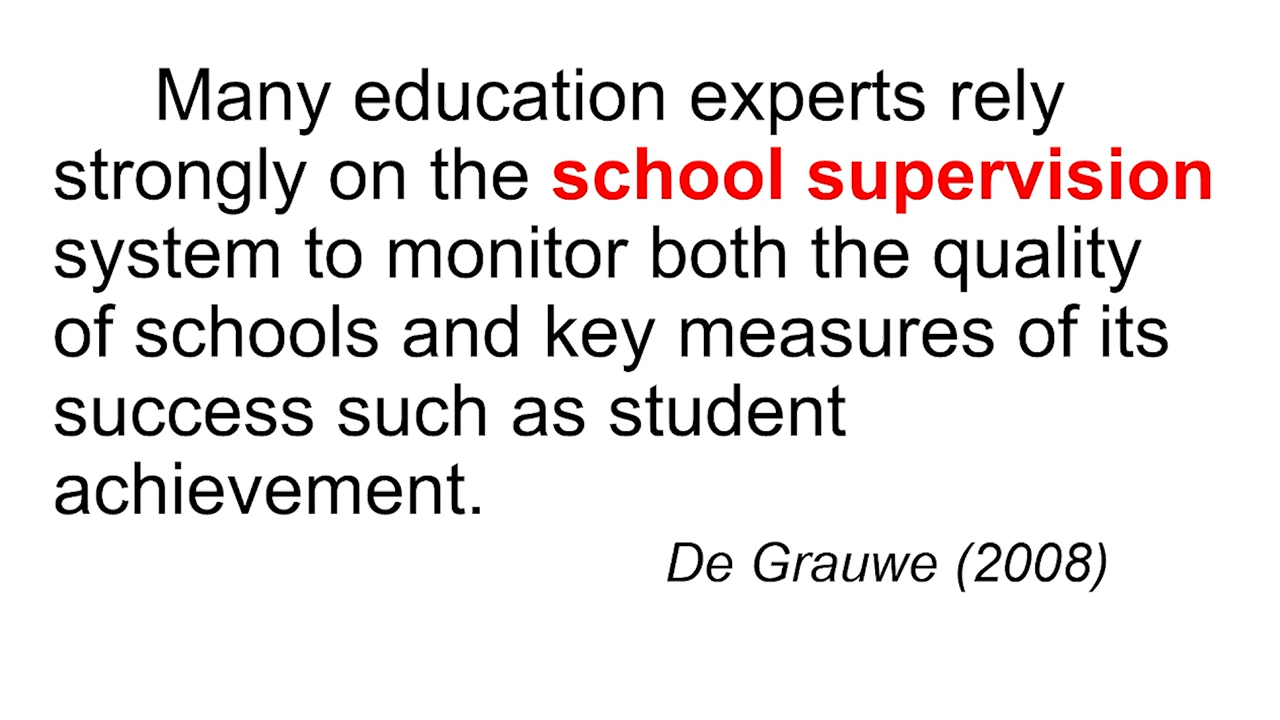 Many education experts rely
strongly on the school supervision
system to monitor both the quality
of schools and key measures of its
success such as student
achievement.
De Grauwe (2008)